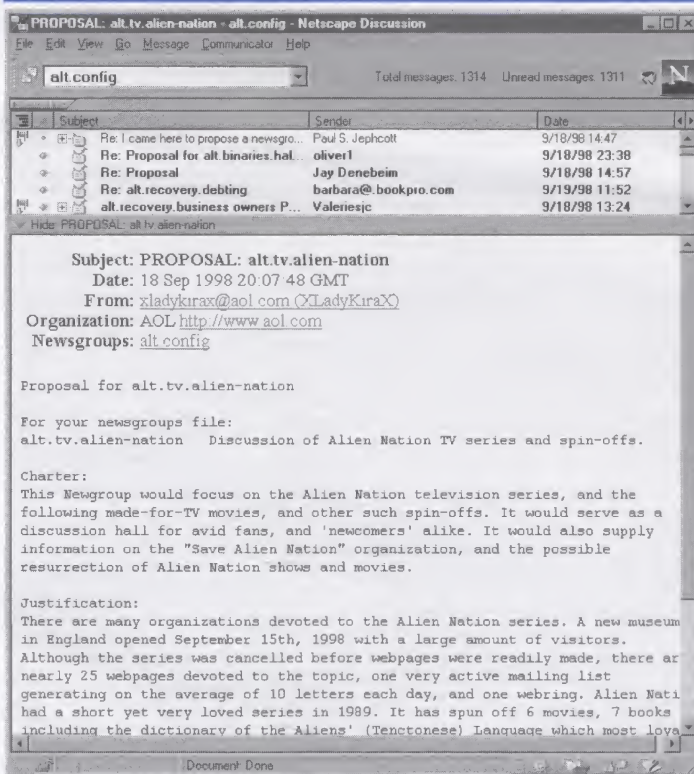 PROPOSAL: alt.tv.alien-nation - alt.config - Netscape Discussion
File Edit View Go Message Communicator Help
alt.config Total messages: 1314 Unread messages: 1311 N
Subject Sender Date
Re: I came here to propose a newsgro... Paul S. Jephcott 9/18/98 14:47
Re: Proposal for alt.binaries.hal... oliver1 9/18/98 23:38
Re: Proposal Jay Denebeim 9/18/98 14:57
Re: alt.recovery.debting barbara@.bookpro.com 9/19/98 11:52
alt.recovery.business owners P... Valeriesjc 9/18/98 13:24
Hide: PROPOSAL: alt.tv.alien-nation
Subject: PROPOSAL: alt.tv.alien-nation
Date: 18 Sep 1998 20:07:48 GMT
From: xladykirax@aol.com (XLadyKiraX)
Organization: AOL http://www.aol.com
Newsgroups: alt.config
Proposal for alt.tv.alien-nation
For your newsgroups file:
alt.tv.alien-nation Discussion of Alien Nation TV series and spin-offs.
Charter:
This Newgroup would focus on the Alien Nation television series, and the
following made-for-TV movies, and other such spin-offs. It would serve as a
discussion hall for avid fans, and 'newcomers' alike. It would also supply
information on the "Save Alien Nation" organization, and the possible
resurrection of Alien Nation shows and movies.
Justification:
There are many organizations devoted to the Alien Nation series. A new museum
in England opened September 15th, 1998 with a large amount of visitors.
Although the series was cancelled before webpages were readily made, there ar
nearly 25 webpages devoted to the topic, one very active mailing list
generating on the average of 10 letters each day, and one webring. Alien Nati
had a short yet very loved series in 1989. It has spun off 6 movies, 7 books
including the dictionary of the Aliens' (Tenctonese) Language which most loya
Document Done